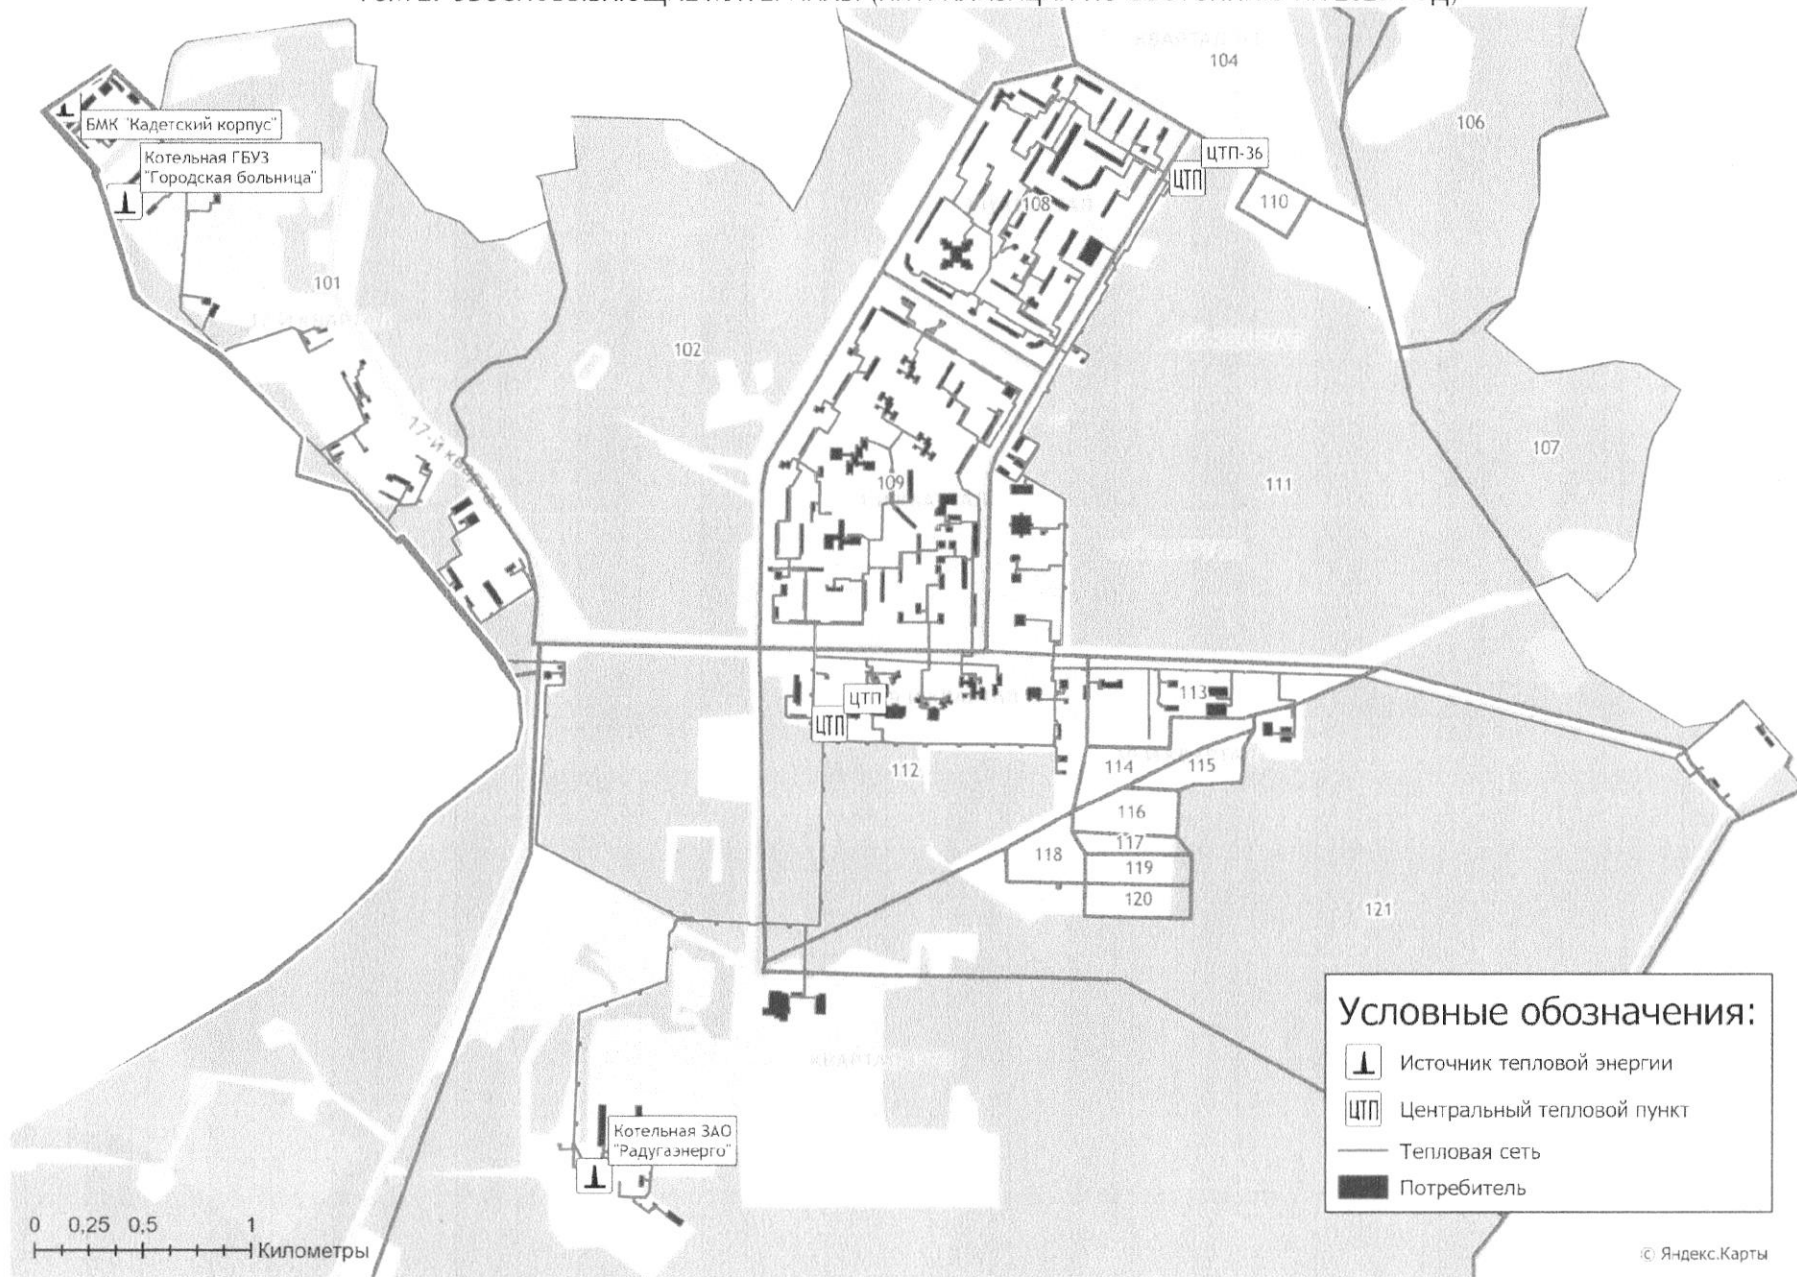 104
106
БМК "Кадетский корпус"
Котельная ГБУЗ
"Городская больница"
ЦТП-36
ЦТП
110
108
101
102
17-й квартал
107
109
111
113
ЦТП
ЦТП
112
114
115
116
117
118
119
120
121
Котельная ЗАО
"Радугаэнерго"
Условные обозначения:
Источник тепловой энергии
ЦТП Центральный тепловой пункт
Тепловая сеть
Потребитель
0 0,25 0,5 1
Километры
© Яндекс.Карты